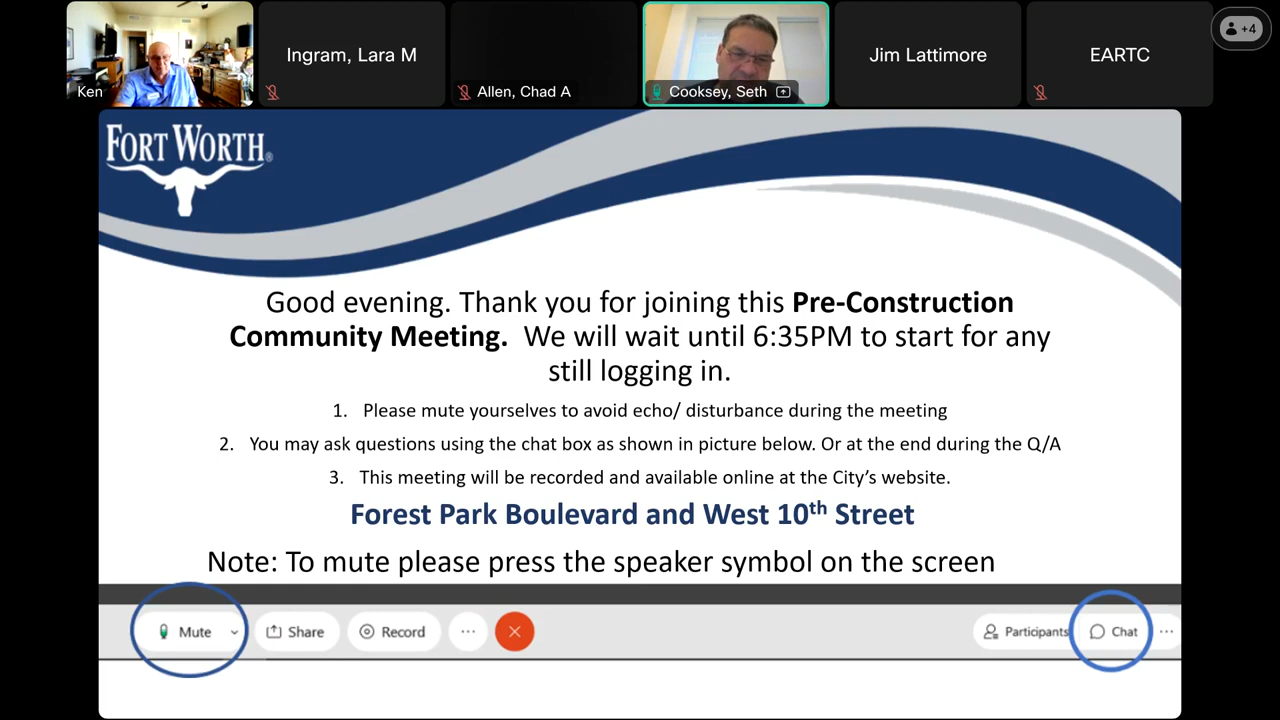 Ken
Ingram, Lara M
Allen, Chad A
Cooksey, Seth
Jim Lattimore
EARTC
+4
FORT WORTH®
Good evening. Thank you for joining this Pre-Construction
Community Meeting. We will wait until 6:35PM to start for any
still logging in.
1. Please mute yourselves to avoid echo/ disturbance during the meeting
2. You may ask questions using the chat box as shown in picture below. Or at the end during the Q/A
3. This meeting will be recorded and available online at the City’s website.
Forest Park Boulevard and West 10th Street
Note: To mute please press the speaker symbol on the screen
Mute Share Record ... Participants Chat ...